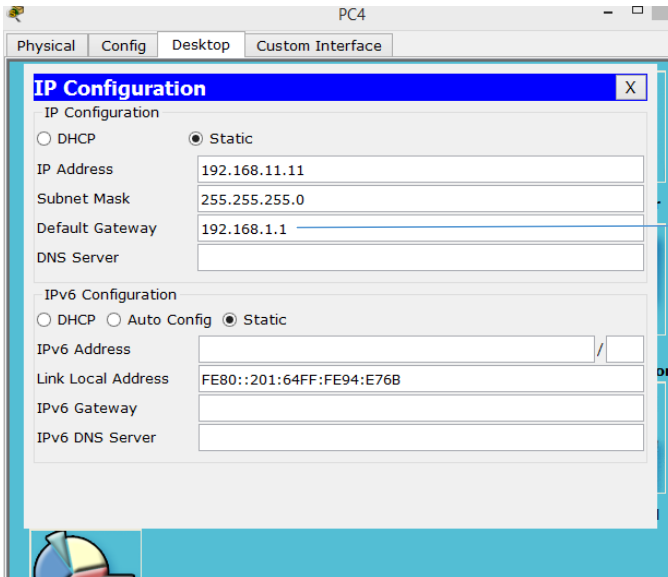 PC4
Physical Config Desktop Custom Interface
IP Configuration X
IP Configuration
DHCP Static
IP Address 192.168.11.11
Subnet Mask 255.255.255.0
Default Gateway 192.168.1.1
DNS Server
IPv6 Configuration
DHCP Auto Config Static
IPv6 Address /
Link Local Address FE80::201:64FF:FE94:E76B
IPv6 Gateway
IPv6 DNS Server